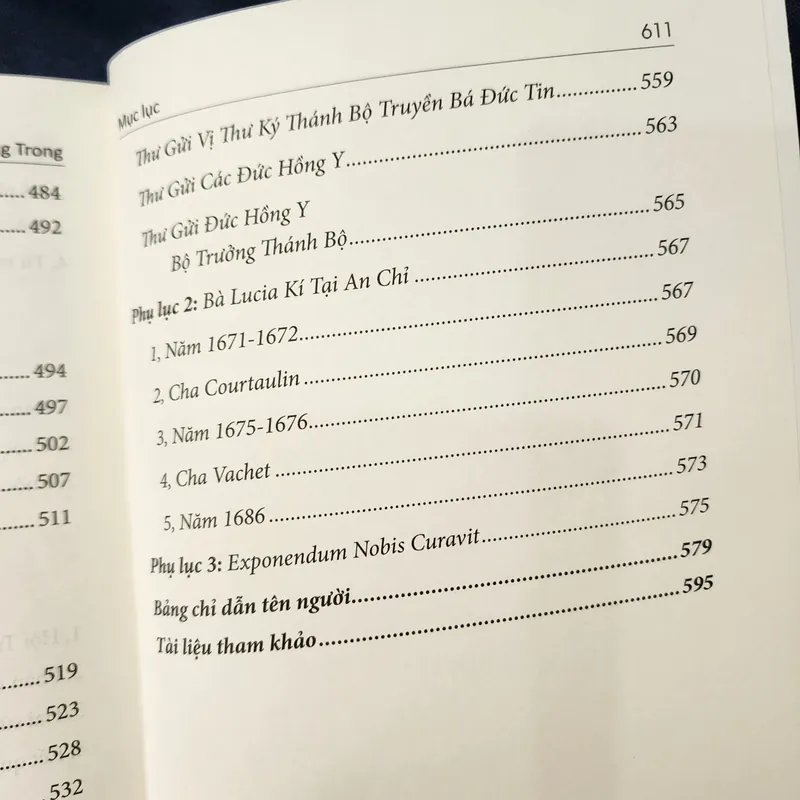 g Trong
484
492
494
497
502
507
511
519
523
528
532
611
Mục lục
Thư Gửi Vị Thư Ký Thánh Bộ Truyền Bá Đức Tin 559
Thư Gửi Các Đức Hồng Y 563
Thư Gửi Đức Hồng Y
Bộ Trưởng Thánh Bộ 565
Phụ lục 2: Bà Lucia Kí Tại An Chỉ 567
1, Năm 1671-1672 567
2, Cha Courtaulin 569
3, Năm 1675-1676 570
4, Cha Vachet 571
5, Năm 1686 573
Phụ lục 3: Exponendum Nobis Curavit 575
Bảng chỉ dẫn tên người 579
Tài liệu tham khảo 595